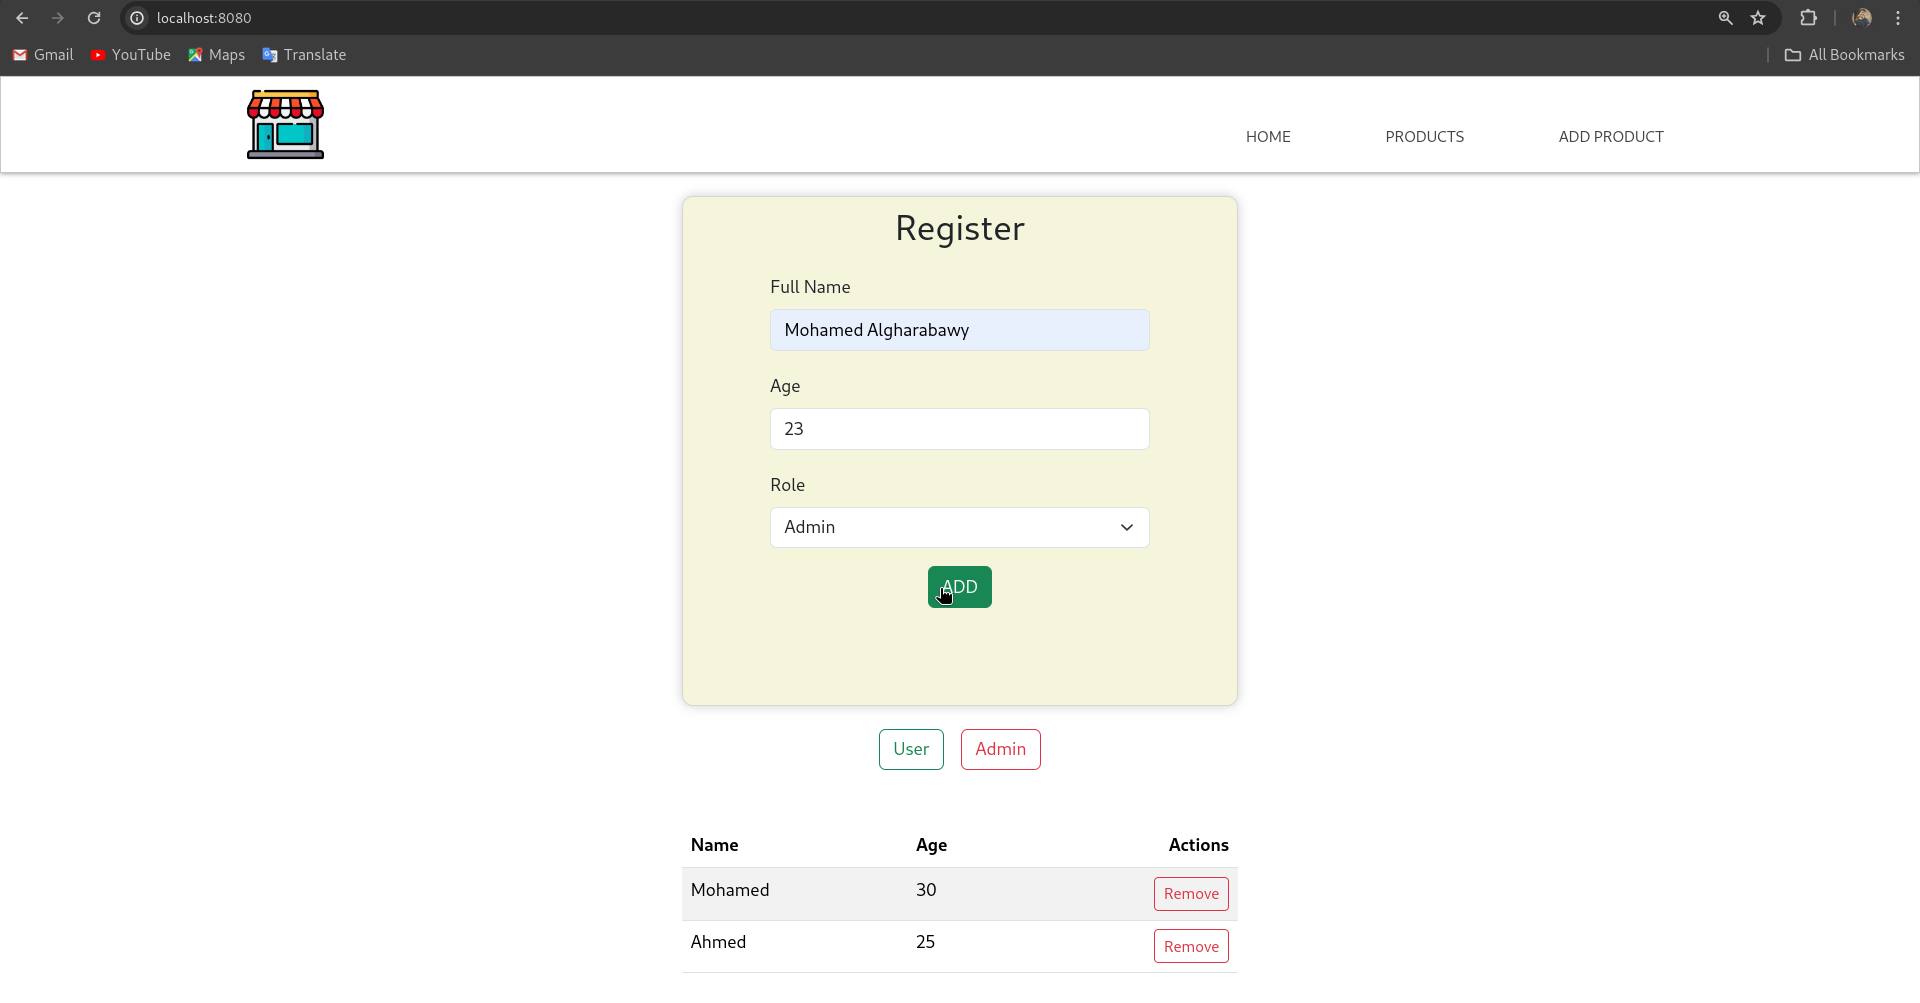 localhost:8080
Gmail YouTube Maps Translate All Bookmarks
HOME PRODUCTS ADD PRODUCT
Register
Full Name
Mohamed Algharabawy
Age
23
Role
Admin
ADD
User Admin
Name Age Actions
Mohamed 30 Remove
Ahmed 25 Remove